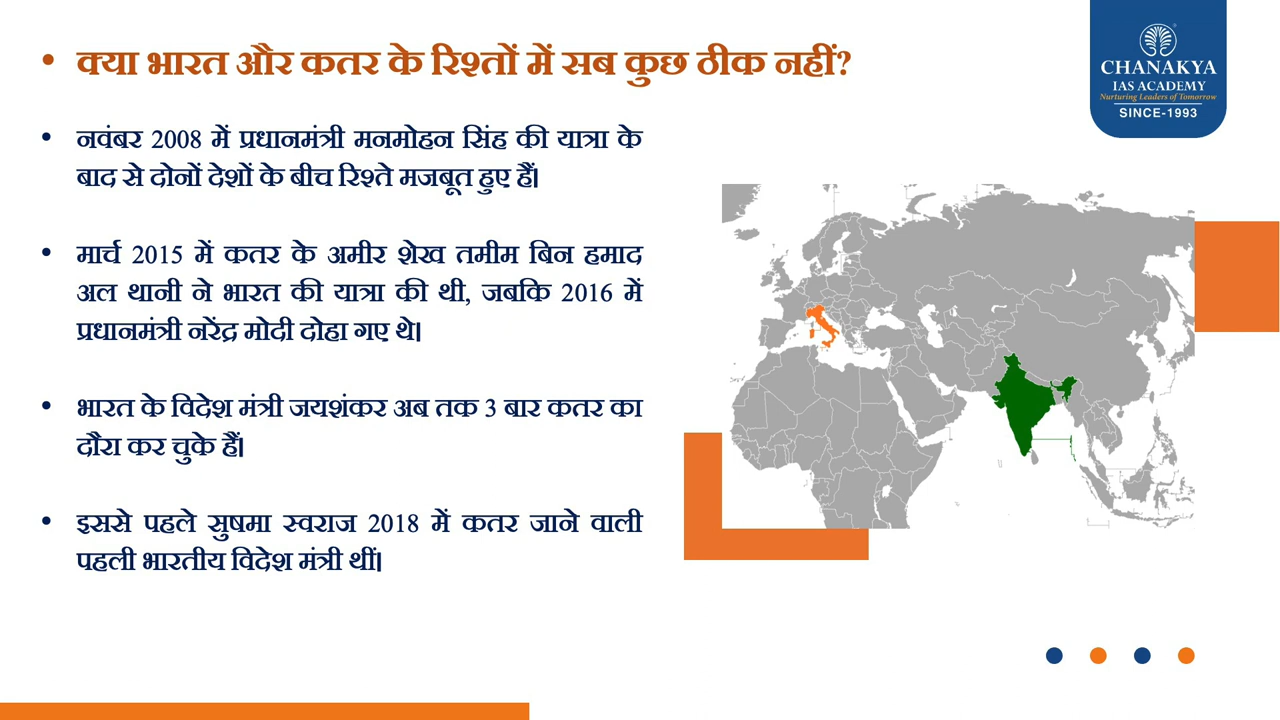 • क्या भारत और कतर के रिश्तों में सब कुछ ठीक नहीं?
• नवंबर 2008 में प्रधानमंत्री मनमोहन सिंह की यात्रा के
बाद से दोनों देशों के बीच रिश्ते मजबूत हुए हैं।
• मार्च 2015 में कतर के अमीर शेख तमीम बिन हमाद
अल थानी ने भारत की यात्रा की थी, जबकि 2016 में
प्रधानमंत्री नरेंद्र मोदी दोहा गए थे।
• भारत के विदेश मंत्री जयशंकर अब तक 3 बार कतर का
दौरा कर चुके हैं।
• इससे पहले सुषमा स्वराज 2018 में कतर जाने वाली
पहली भारतीय विदेश मंत्री थीं।
CHANAKYA
IAS ACADEMY
Nurturing Leaders of Tomorrow
SINCE-1993